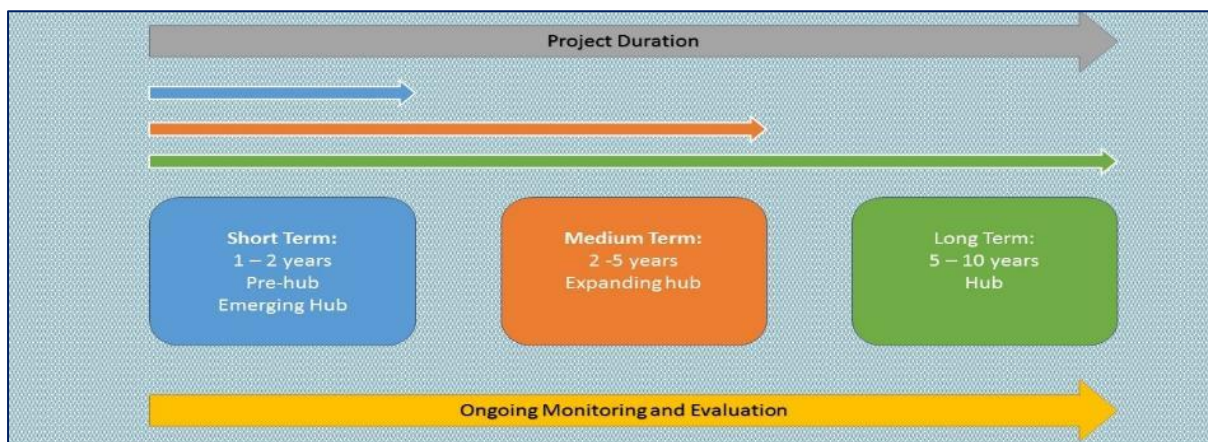 Project Duration
Short Term:
1 – 2 years
Pre-hub
Emerging Hub
Medium Term:
2 -5 years
Expanding hub
Long Term:
5 – 10 years
Hub
Ongoing Monitoring and Evaluation